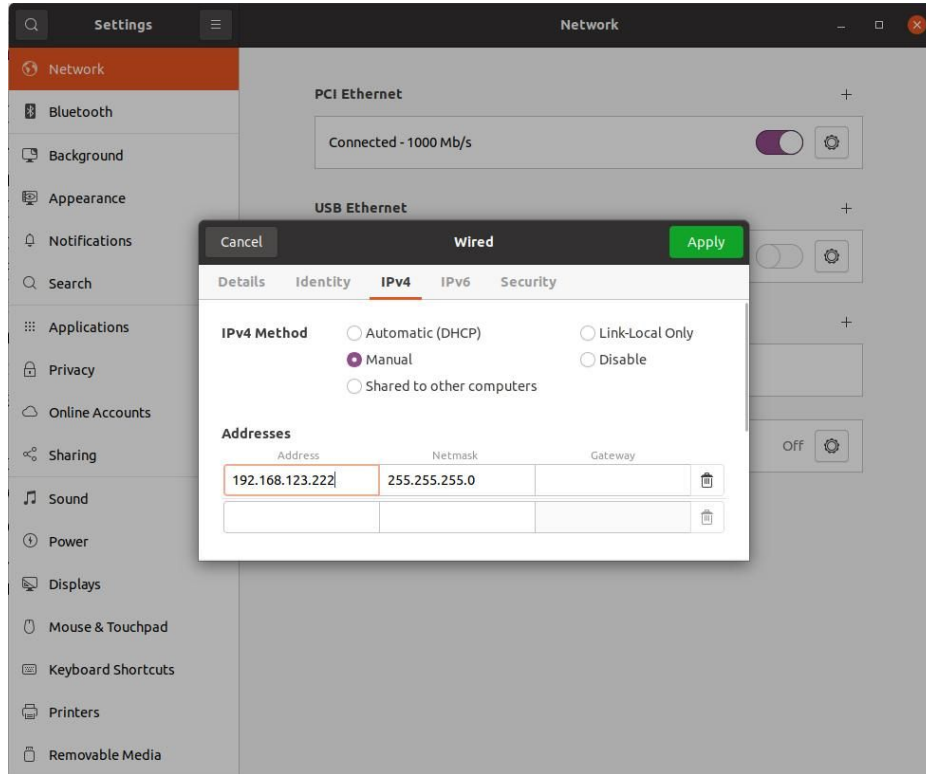 Settings
Network
Network
Bluetooth
Background
Appearance
Notifications
Search
Applications
Privacy
Online Accounts
Sharing
Sound
Power
Displays
Mouse & Touchpad
Keyboard Shortcuts
Printers
Removable Media
PCI Ethernet
Connected - 1000 Mb/s
USB Ethernet
Off
Cancel
Wired
Apply
Details Identity IPv4 IPv6 Security
IPv4 Method
Automatic (DHCP)
Link-Local Only
Manual
Disable
Shared to other computers
Addresses
Address Netmask Gateway
192.168.123.222 255.255.255.0